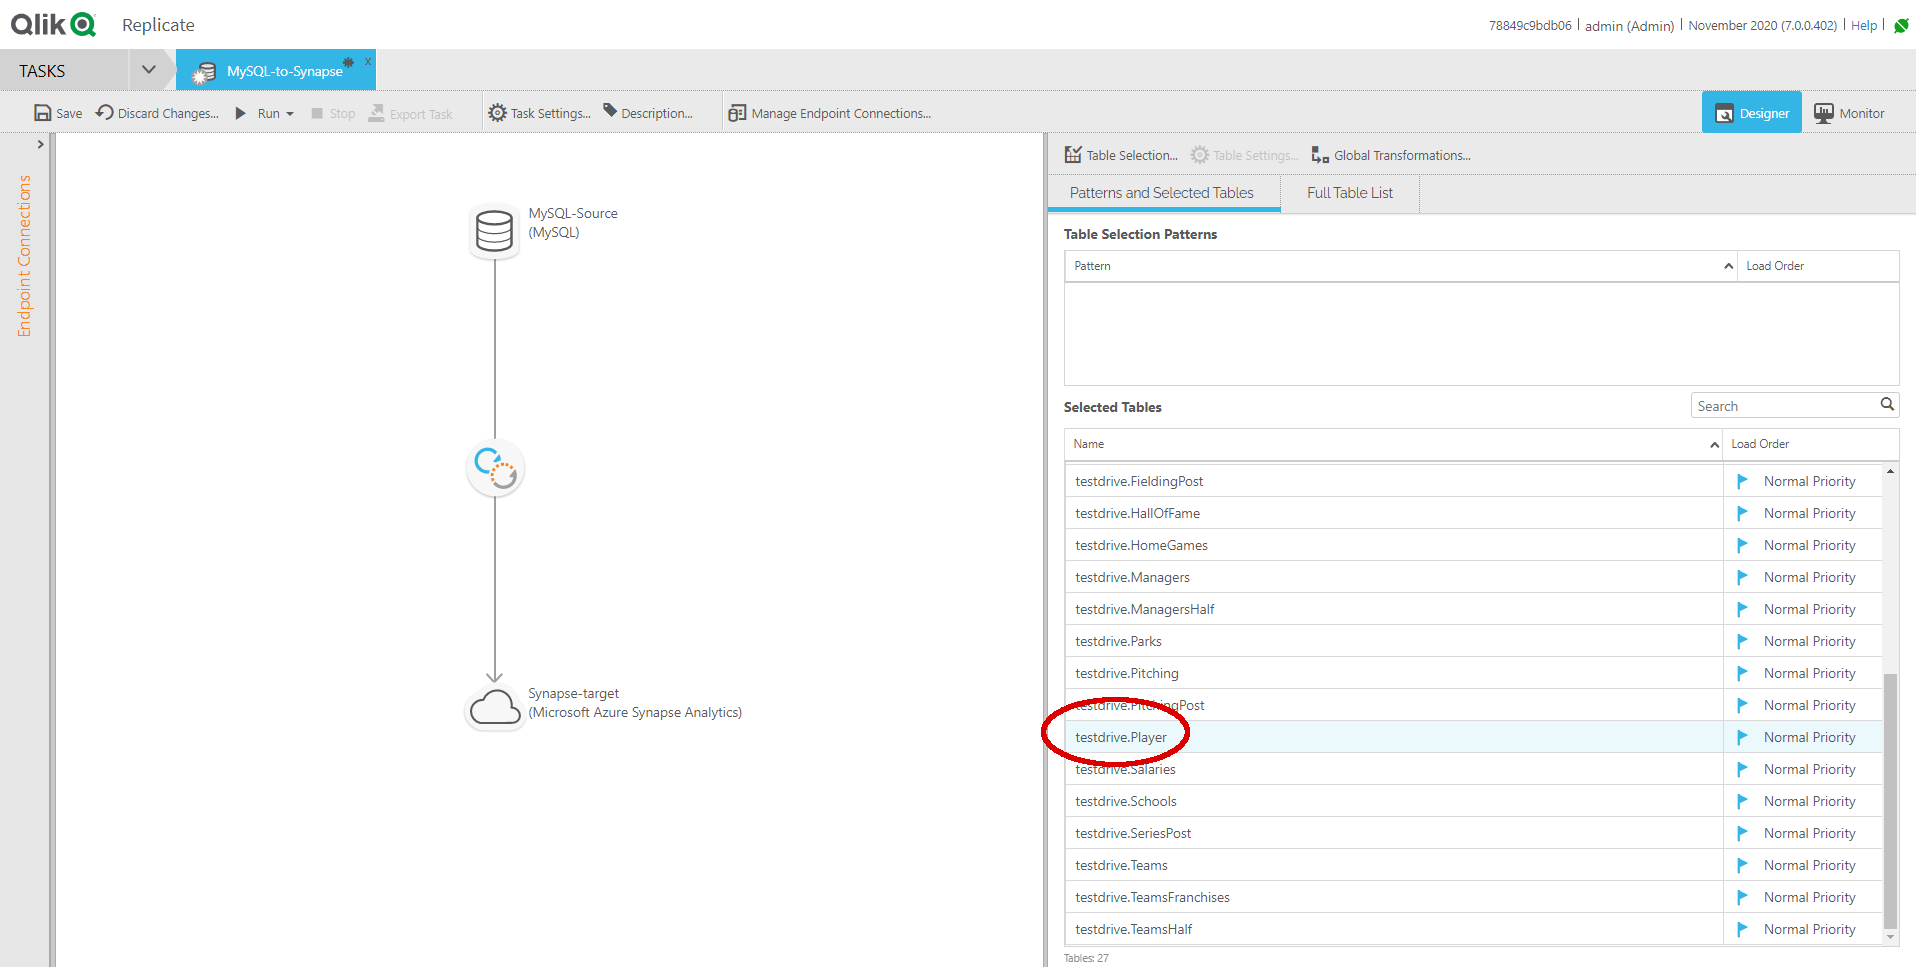 Qlik Replicate
78849c9bdb06 admin (Admin) November 2020 (7.0.0.402) Help
TASKS MySQL-to-Synapse x
Save Discard Changes... Run Stop Export Task Task Settings... Description... Manage Endpoint Connections... Designer Monitor
Endpoint Connections
MySQL-Source
(MySQL)
Synapse-target
(Microsoft Azure Synapse Analytics)
Table Selection... Table Settings... Global Transformations...
Patterns and Selected Tables Full Table List
Table Selection Patterns
Pattern Load Order
Selected Tables Search
Name Load Order
testdrive.FieldingPost Normal Priority
testdrive.HallOfFame Normal Priority
testdrive.HomeGames Normal Priority
testdrive.Managers Normal Priority
testdrive.ManagersHalf Normal Priority
testdrive.Parks Normal Priority
testdrive.Pitching Normal Priority
testdrive.PitchingPost Normal Priority
testdrive.Player Normal Priority
testdrive.Salaries Normal Priority
testdrive.Schools Normal Priority
testdrive.SeriesPost Normal Priority
testdrive.Teams Normal Priority
testdrive.TeamsFranchises Normal Priority
testdrive.TeamsHalf Normal Priority
Tables: 27